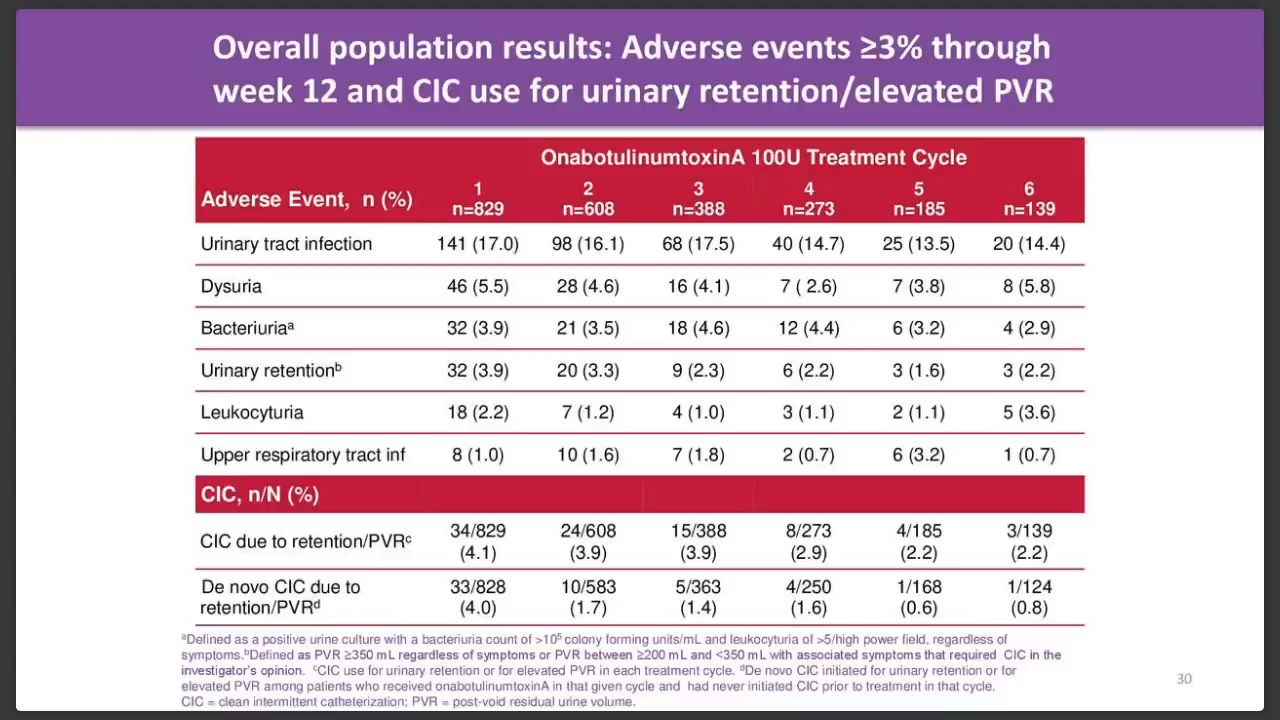 Overall population results: Adverse events ≥3% through
week 12 and CIC use for urinary retention/elevated PVR
OnabotulinumtoxinA 100U Treatment Cycle
Adverse Event, n (%) 1 n=829 2 n=608 3 n=388 4 n=273 5 n=185 6 n=139
Urinary tract infection 141 (17.0) 98 (16.1) 68 (17.5) 40 (14.7) 25 (13.5) 20 (14.4)
Dysuria 46 (5.5) 28 (4.6) 16 (4.1) 7 ( 2.6) 7 (3.8) 8 (5.8)
Bacteriuriaᵃ 32 (3.9) 21 (3.5) 18 (4.6) 12 (4.4) 6 (3.2) 4 (2.9)
Urinary retentionᵇ 32 (3.9) 20 (3.3) 9 (2.3) 6 (2.2) 3 (1.6) 3 (2.2)
Leukocyturia 18 (2.2) 7 (1.2) 4 (1.0) 3 (1.1) 2 (1.1) 5 (3.6)
Upper respiratory tract inf 8 (1.0) 10 (1.6) 7 (1.8) 2 (0.7) 6 (3.2) 1 (0.7)
CIC, n/N (%)
CIC due to retention/PVRᶜ 34/829 (4.1) 24/608 (3.9) 15/388 (3.9) 8/273 (2.9) 4/185 (2.2) 3/139 (2.2)
De novo CIC due to retention/PVRᵈ 33/828 (4.0) 10/583 (1.7) 5/363 (1.4) 4/250 (1.6) 1/168 (0.6) 1/124 (0.8)
ᵃDefined as a positive urine culture with a bacteriuria count of >10⁵ colony forming units/mL and leukocyturia of >5/high power field, regardless of
symptoms.ᵇDefined as PVR ≥350 mL regardless of symptoms or PVR between ≥200 mL and <350 mL with associated symptoms that required CIC in the
investigator's opinion. ᶜCIC use for urinary retention or for elevated PVR in each treatment cycle. ᵈDe novo CIC initiated for urinary retention or for
elevated PVR among patients who received onabotulinumtoxinA in that given cycle and had never initiated CIC prior to treatment in that cycle.
CIC = clean intermittent catheterization; PVR = post-void residual urine volume.
30